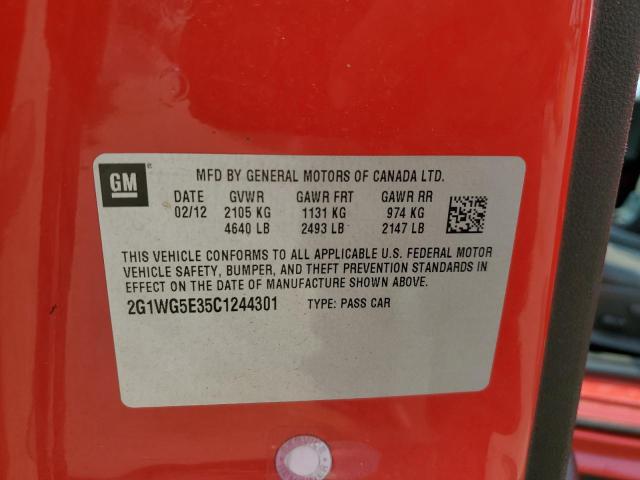 GM
MFD BY GENERAL MOTORS OF CANADA LTD.
DATE GVWR GAWR FRT GAWR RR
02/12 2105 KG 1131 KG 974 KG
4640 LB 2493 LB 2147 LB
THIS VEHICLE CONFORMS TO ALL APPLICABLE U.S. FEDERAL MOTOR
VEHICLE SAFETY, BUMPER, AND THEFT PREVENTION STANDARDS IN
EFFECT ON THE DATE OF MANUFACTURE SHOWN ABOVE.
2G1WG5E35C1244301 TYPE: PASS CAR